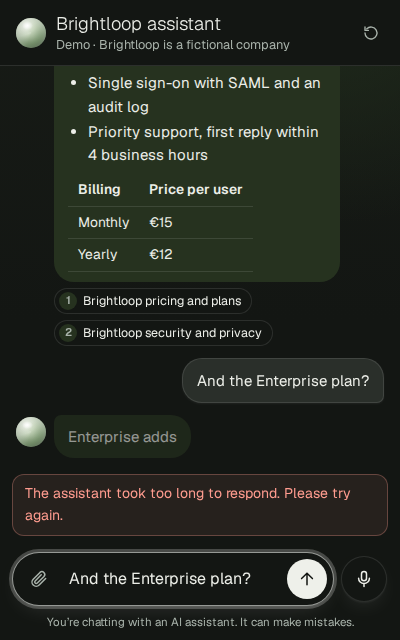 Brightloop assistant
Demo · Brightloop is a fictional company
Single sign-on with SAML and an
audit log
Priority support, first reply within
4 business hours
Billing Price per user
Monthly €15
Yearly €12
1 Brightloop pricing and plans
2 Brightloop security and privacy
And the Enterprise plan?
Enterprise adds
The assistant took too long to respond. Please try
again.
And the Enterprise plan?
You're chatting with an AI assistant. It can make mistakes.